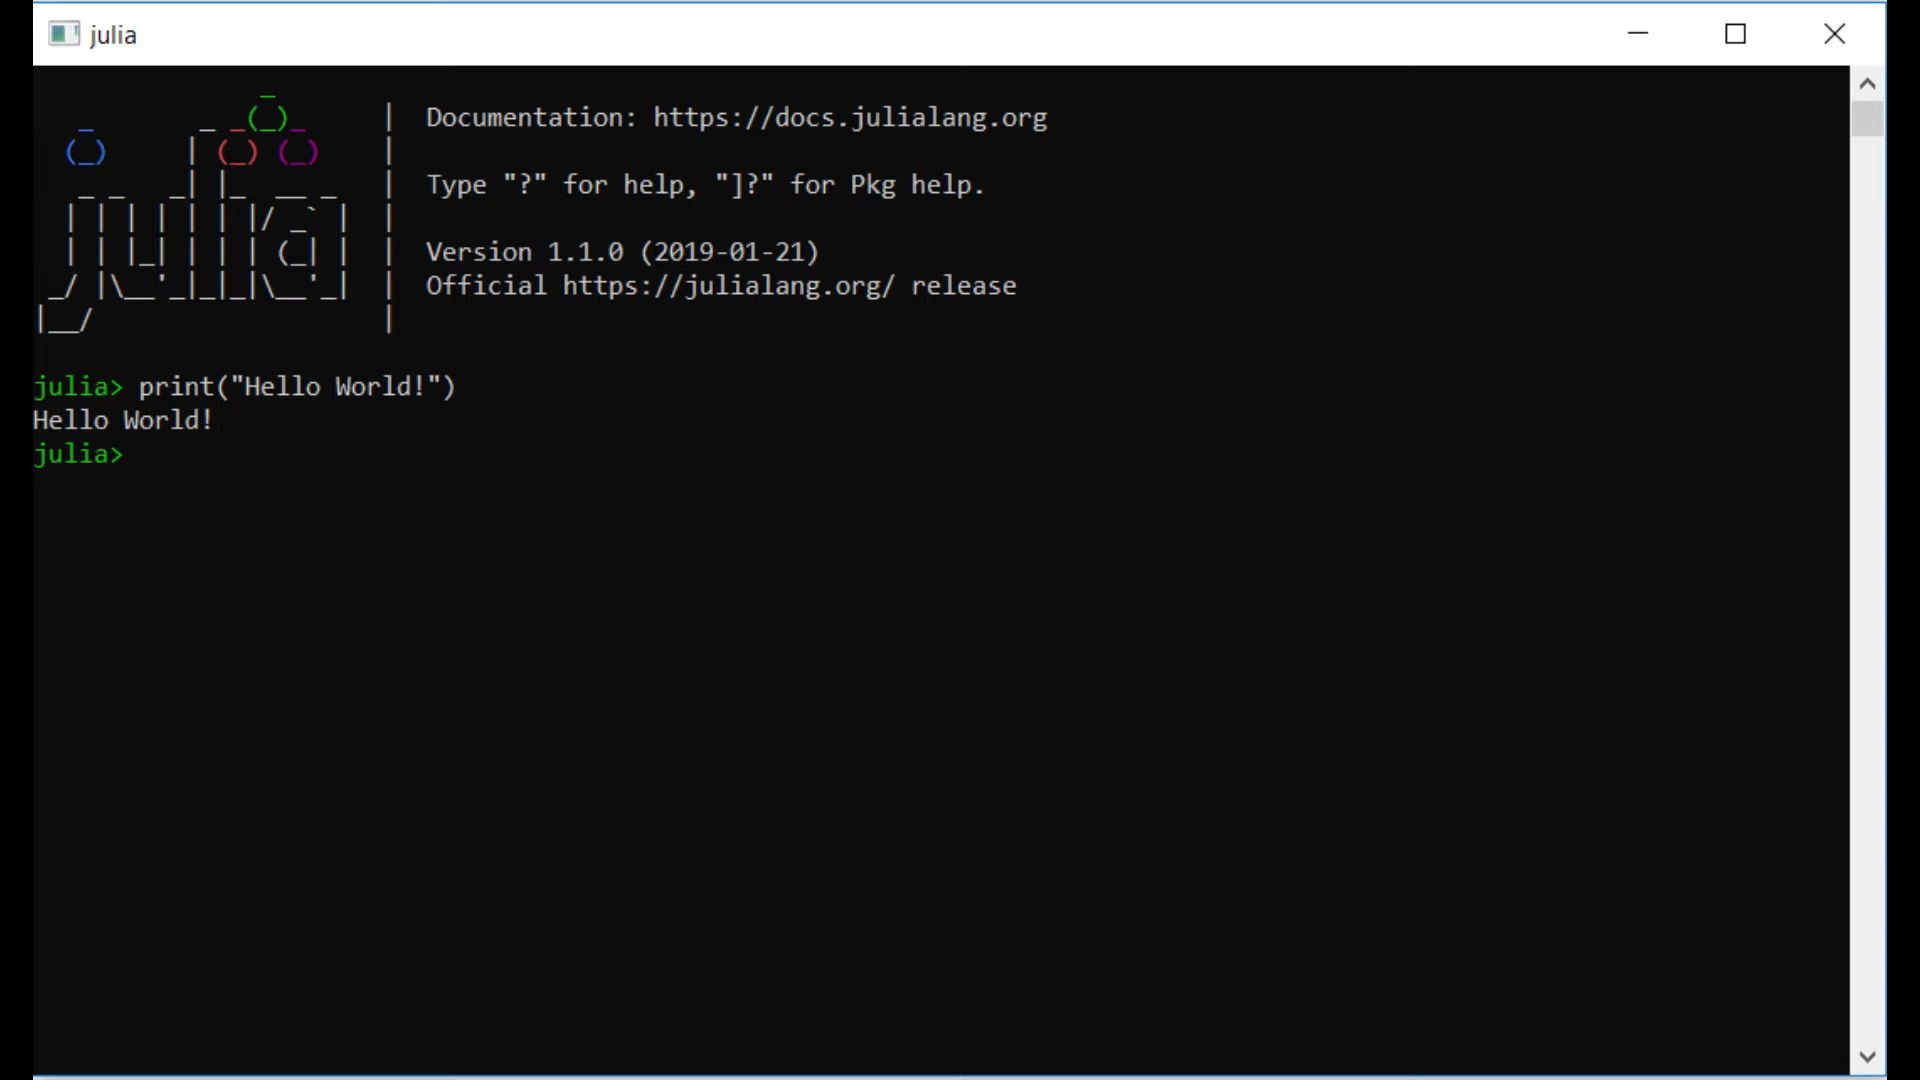 julia
Documentation: https://docs.julialang.org
Type "?" for help, "]?" for Pkg help.
Version 1.1.0 (2019-01-21)
Official https://julialang.org/ release
julia
julia> print("Hello World!")
Hello World!
julia>